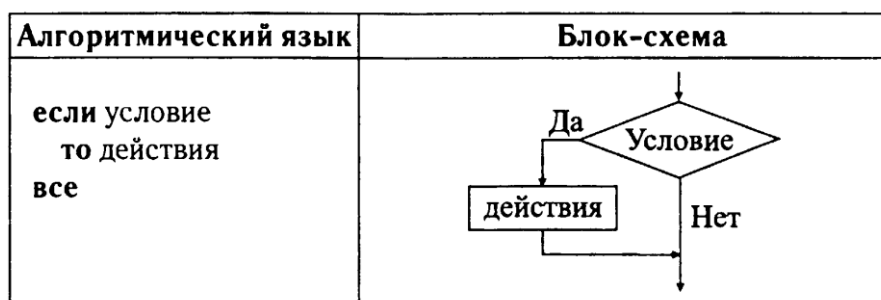 Алгоритмический язык
Блок-схема
если условие
то действия
все
Да
Условие
действия
Нет